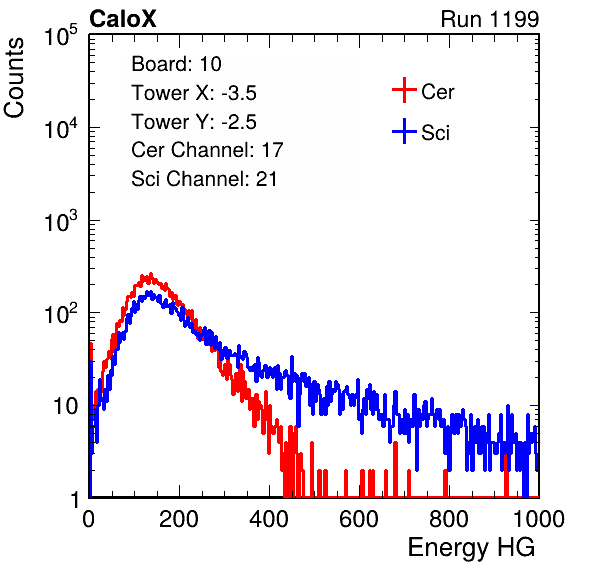 CaloX Run 1199
Counts
10^5
10^4
10^3
10^2
10
1
Board: 10
Tower X: -3.5
Tower Y: -2.5
Cer Channel: 17
Sci Channel: 21
Cer
Sci
0 200 400 600 800 1000
Energy HG